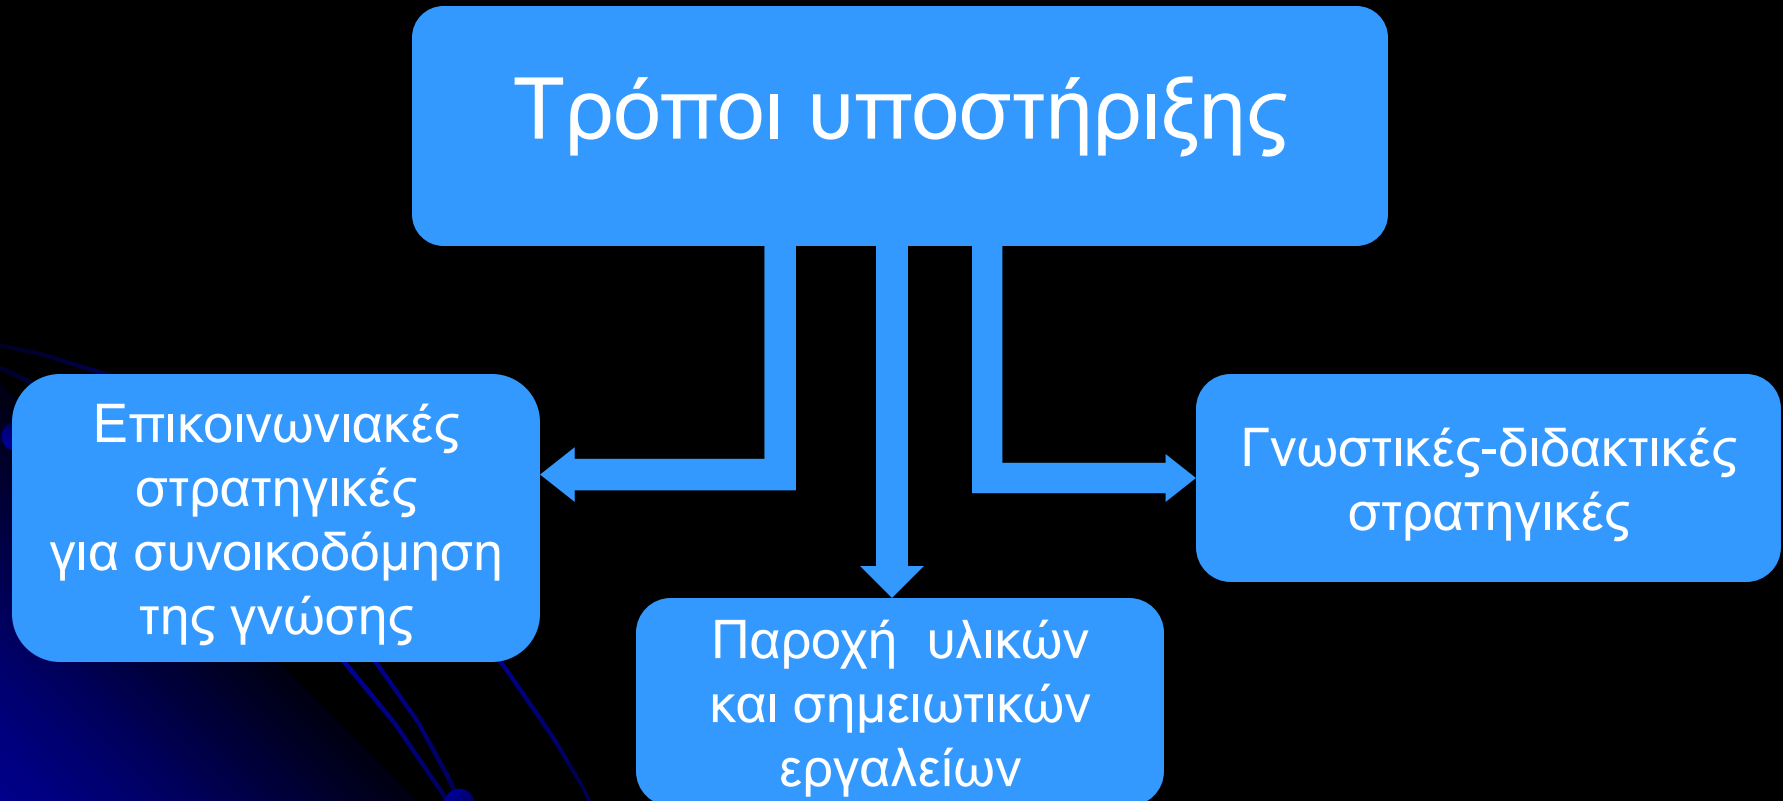 Τρόποι υποστήριξης
Επικοινωνιακές
στρατηγικές
για συνοικοδόμηση
της γνώσης
Παροχή υλικών
και σημειωτικών
εργαλείων
Γνωστικές-διδακτικές
στρατηγικές